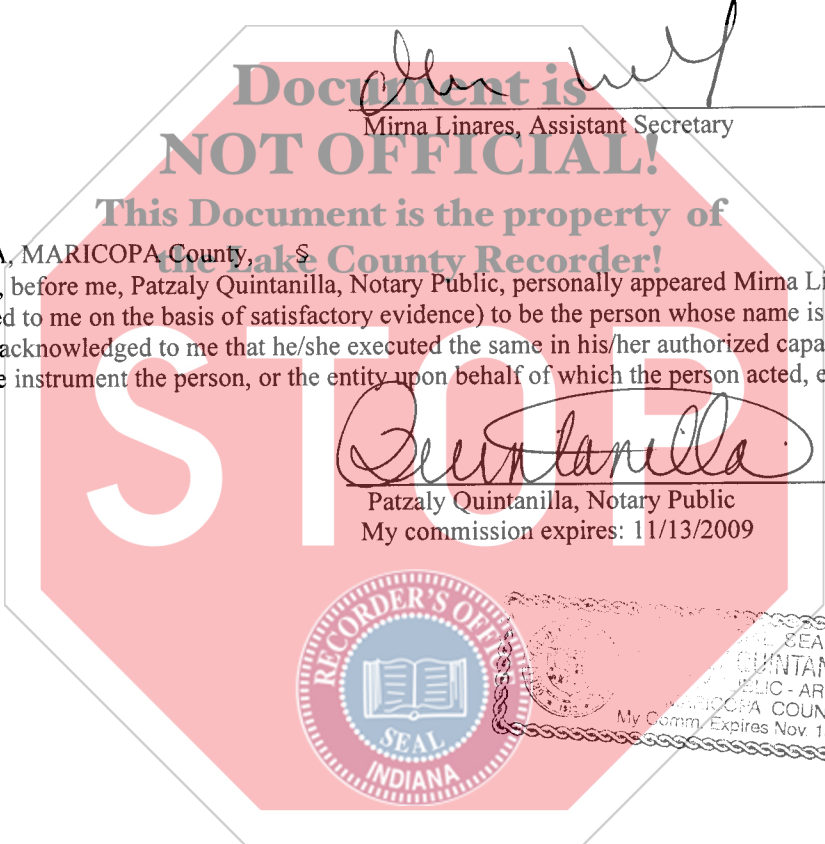 Document is
Mirna Linares, Assistant Secretary
NOT OFFICIAL!
This Document is the property of
A, MARICOPA County, §
the Lake County Recorder!
, before me, Patzaly Quintanilla, Notary Public, personally appeared Mirna Li
ed to me on the basis of satisfactory evidence) to be the person whose name is
acknowledged to me that he/she executed the same in his/her authorized capa
e instrument the person, or the entity upon behalf of which the person acted, e
STOP
Quintanilla
Patzaly Quintanilla, Notary Public
My commission expires: 11/13/2009
RECORDER'S OFFICE
SEAL
INDIANA
SEA
QUINTAN
PUBLIC - AR
MARICOPA COUN
My Comm. Expires Nov. 1